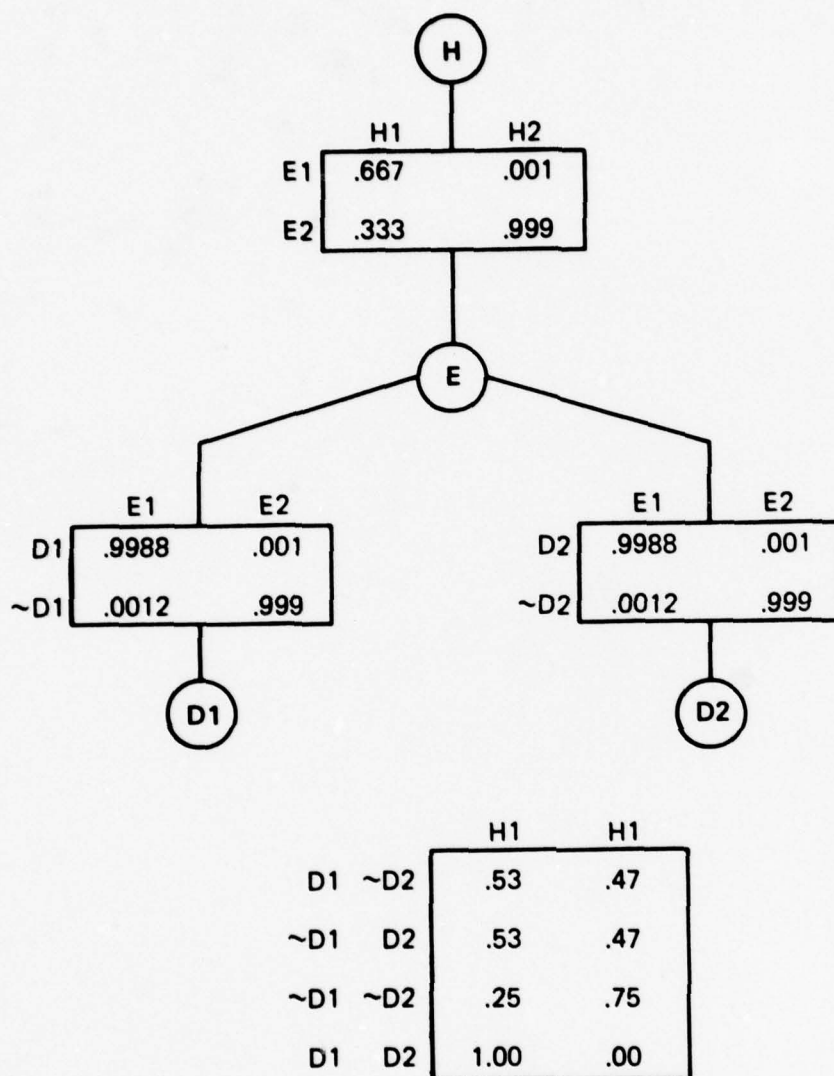 H
H1 H2
E1 .667 .001
E2 .333 .999
E
E1 E2
D1 .9988 .001
~D1 .0012 .999
D1
E1 E2
D2 .9988 .001
~D2 .0012 .999
D2
H1 H1
D1 ~D2 .53 .47
~D1 D2 .53 .47
~D1 ~D2 .25 .75
D1 D2 1.00 .00